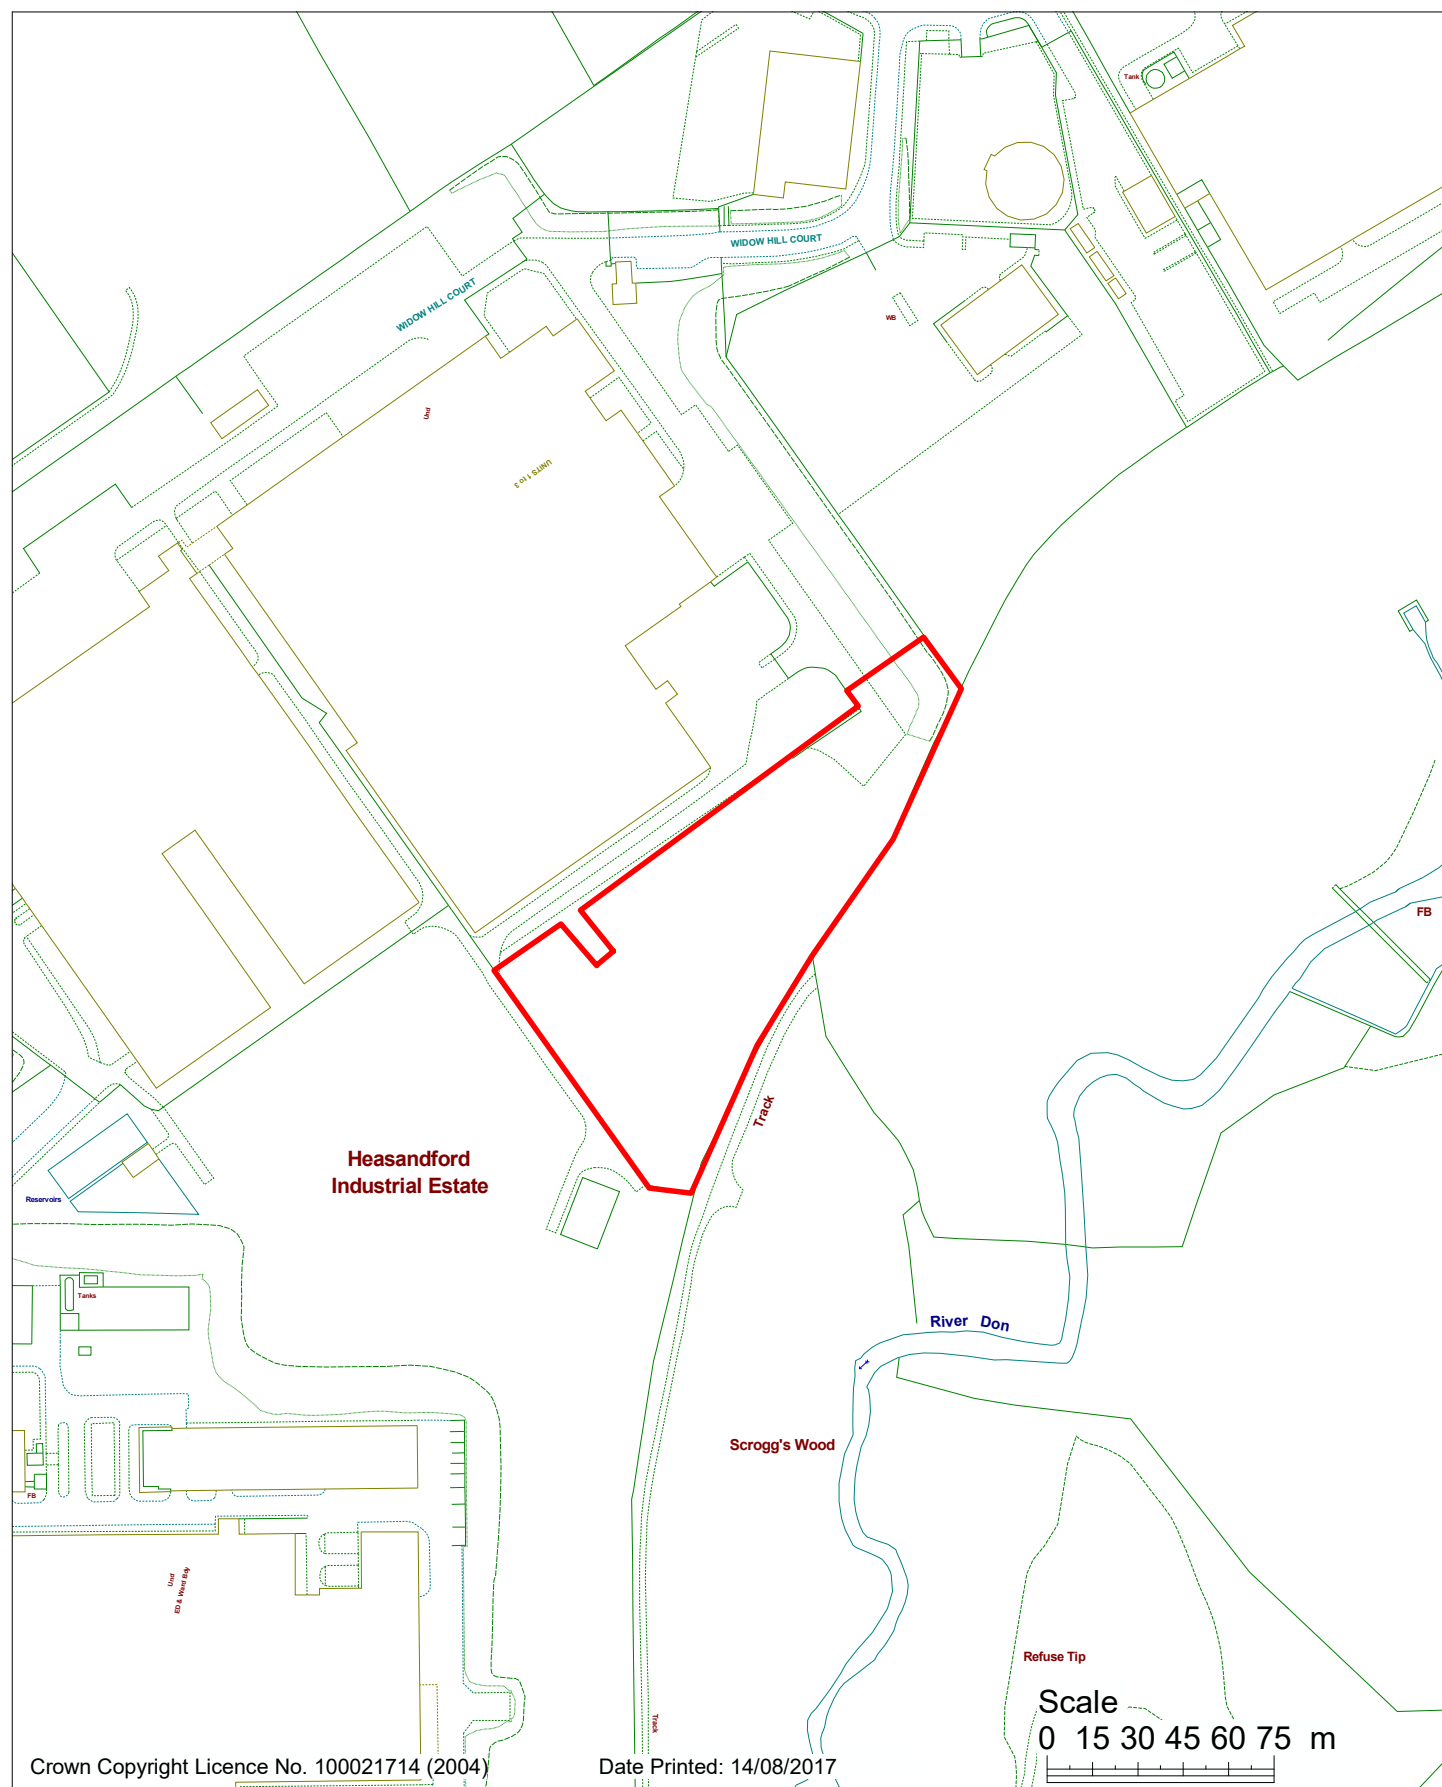 Tank
WIDOW HILL COURT
WIDOW HILL COURT
WB
Und
UNITS 1 to 3
FB
Track
Heasandford
Industrial Estate
Reservoirs
Tanks
River Don
Scrogg's Wood
FB
Und
ED & Ward Bdy
Refuse Tip
Track
Scale
0 15 30 45 60 75 m
Crown Copyright Licence No. 100021714 (2004)
Date Printed: 14/08/2017